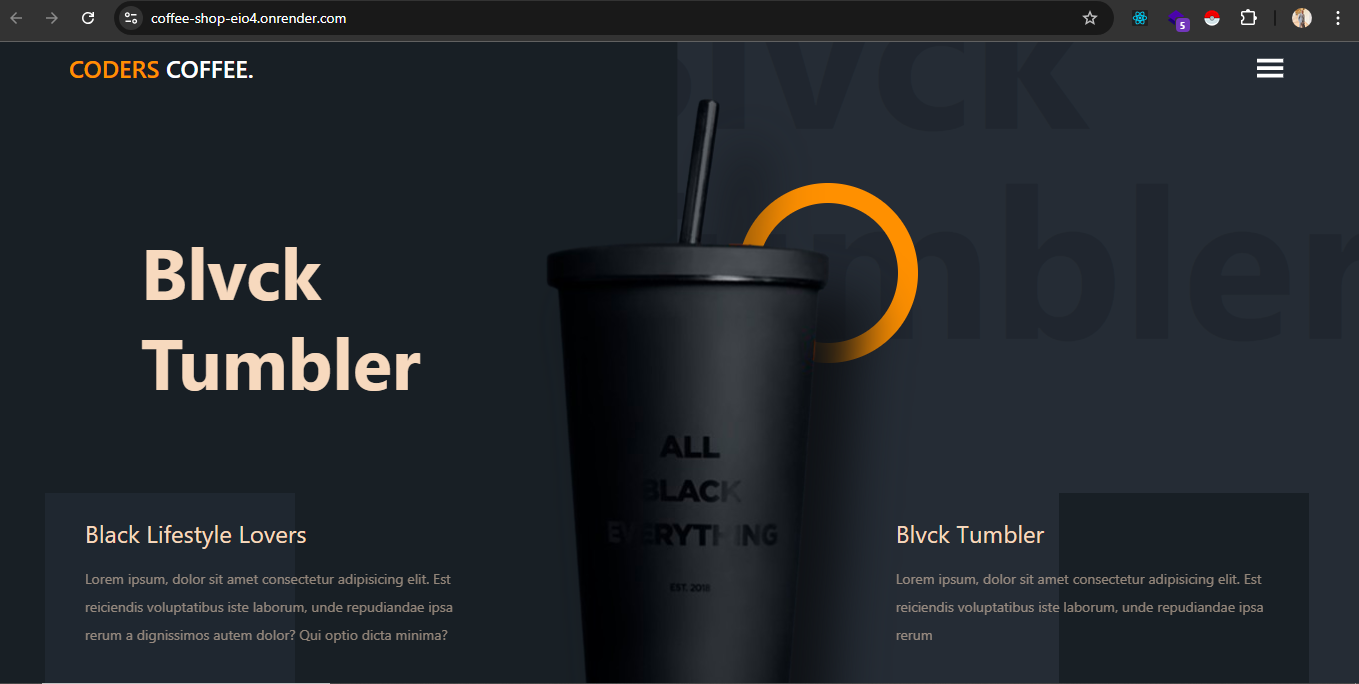 coffee-shop-eio4.onrender.com
5
CODERS COFFEE.
Blvck
Tumbler
Blvck
Tumbler
ALL
BLACK
EVERYTHING
EST. 2018
Black Lifestyle Lovers
Lorem ipsum, dolor sit amet consectetur adipisicing elit. Est
reiciendis voluptatibus iste laborum, unde repudiandae ipsa
rerum a dignissimos autem dolor? Qui optio dicta minima?
Blvck Tumbler
Lorem ipsum, dolor sit amet consectetur adipisicing elit. Est
reiciendis voluptatibus iste laborum, unde repudiandae ipsa
rerum